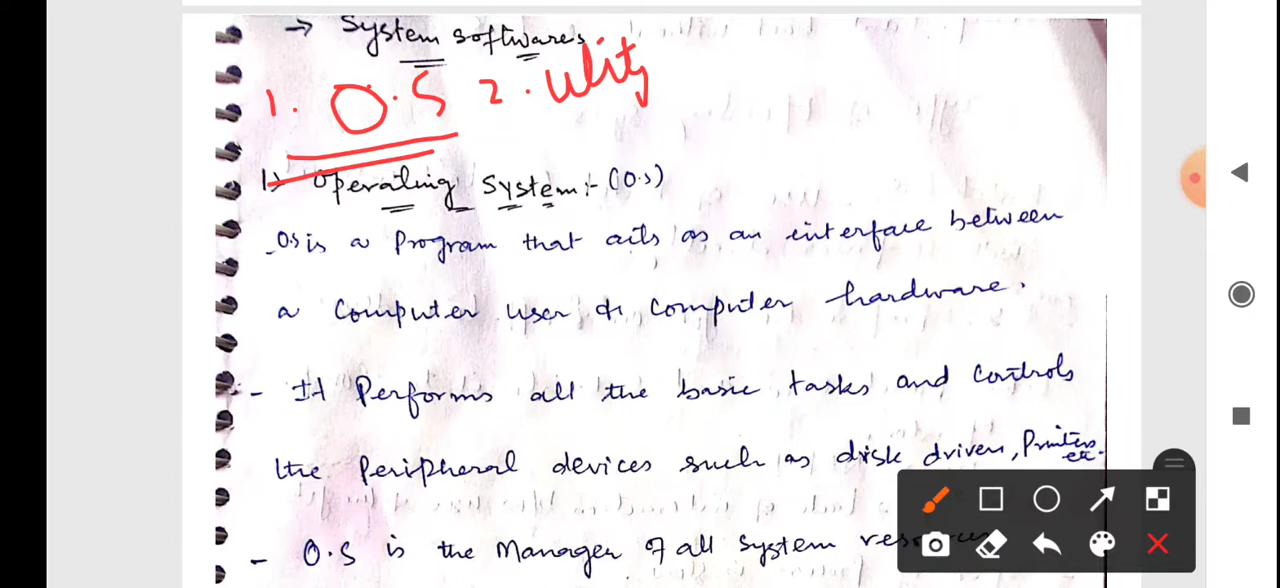 → System softwares
1. O.S 2. Utility
1) Operating System:- (O.S)
- O.S is a Program that acts as an interface between
a Computer user & computer hardware.
- It Performs all the basic tasks and Controls
the Peripheral devices such as disk driven, Printers etc.
- O.S is the Manager of all System resources